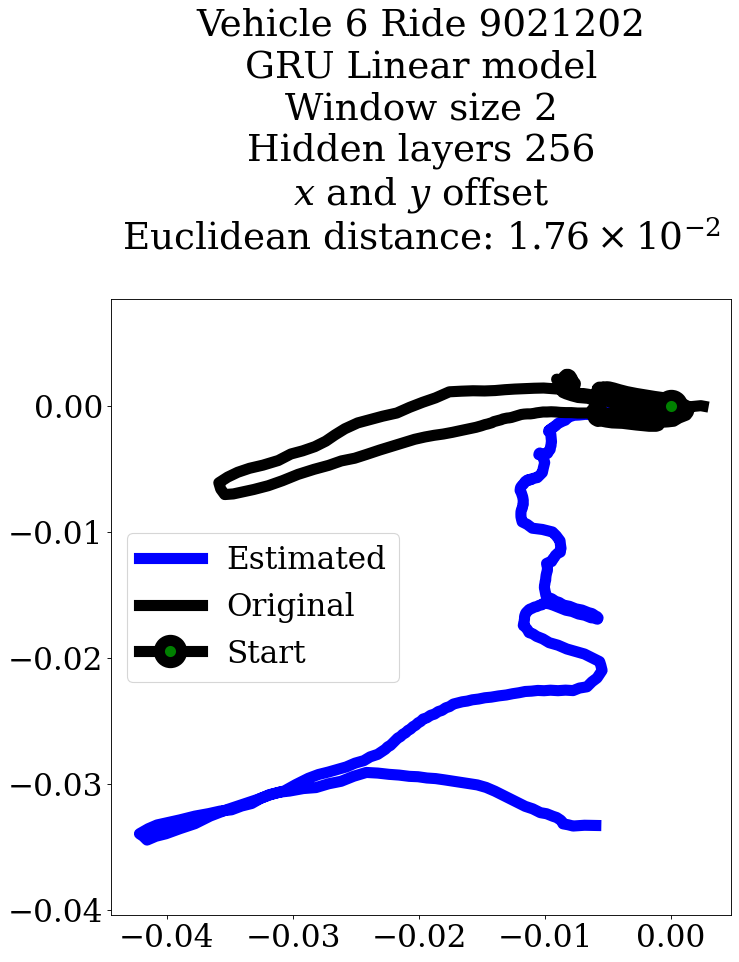 Vehicle 6 Ride 9021202
GRU Linear model
Window size 2
Hidden layers 256
x and y offset
Euclidean distance: 1.76 × 10⁻²
0.00
−0.01
Estimated
Original
Start
−0.02
−0.03
−0.04
−0.04 −0.03 −0.02 −0.01 0.00